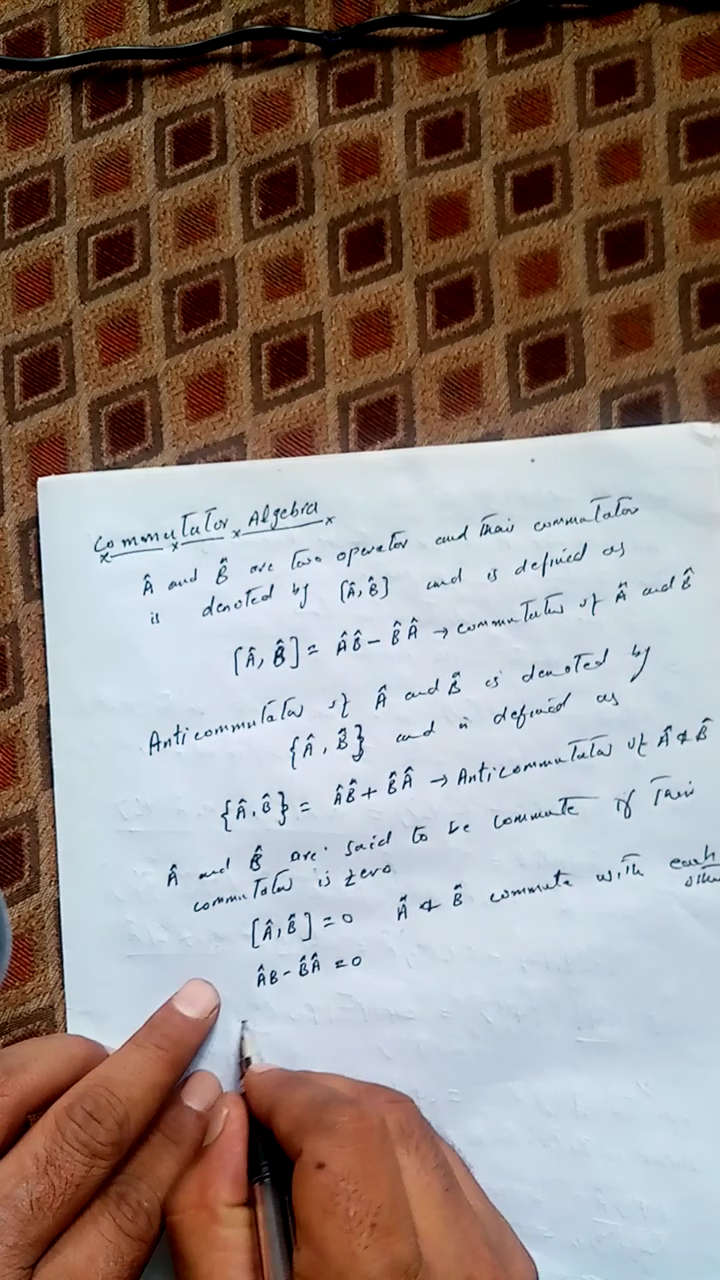 Commutator Algebra
Â and B̂ are two operator and their commutator
is denoted by [Â, B̂] and is defined as
[Â, B̂] = ÂB̂ - B̂Â → commutator of Â and B̂
Anticommutator of Â and B̂ is denoted by
{Â, B̂} and is defined as
{Â, B̂} = ÂB̂ + B̂Â → Anticommutator of Â & B̂
Â and B̂ are said to be commute if their
commutator is zero
[Â, B̂] = 0 Â & B̂ commute with each
other
ÂB - B̂Â = 0